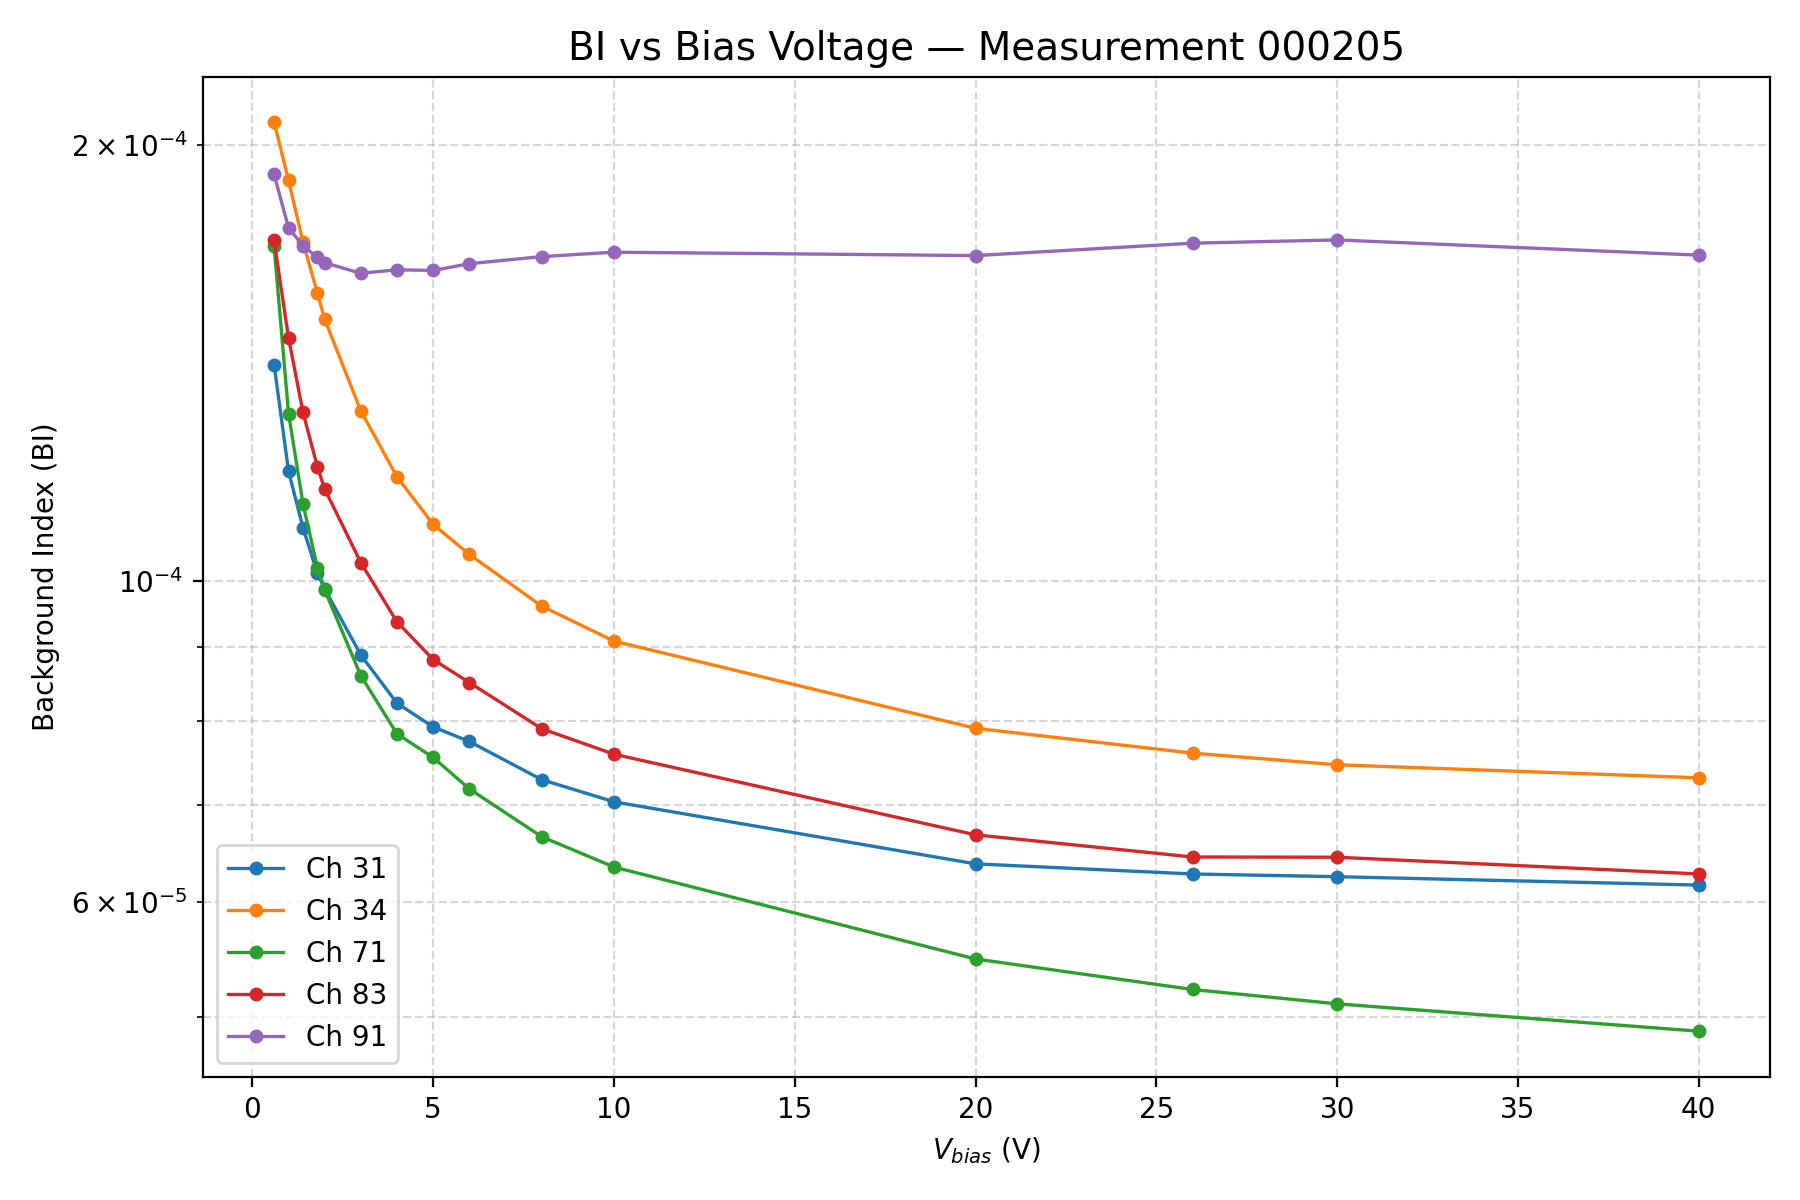 BI vs Bias Voltage — Measurement 000205
Background Index (BI)
2 × 10⁻⁴
10⁻⁴
6 × 10⁻⁵
Ch 31
Ch 34
Ch 71
Ch 83
Ch 91
0 5 10 15 20 25 30 35 40
V_bias (V)